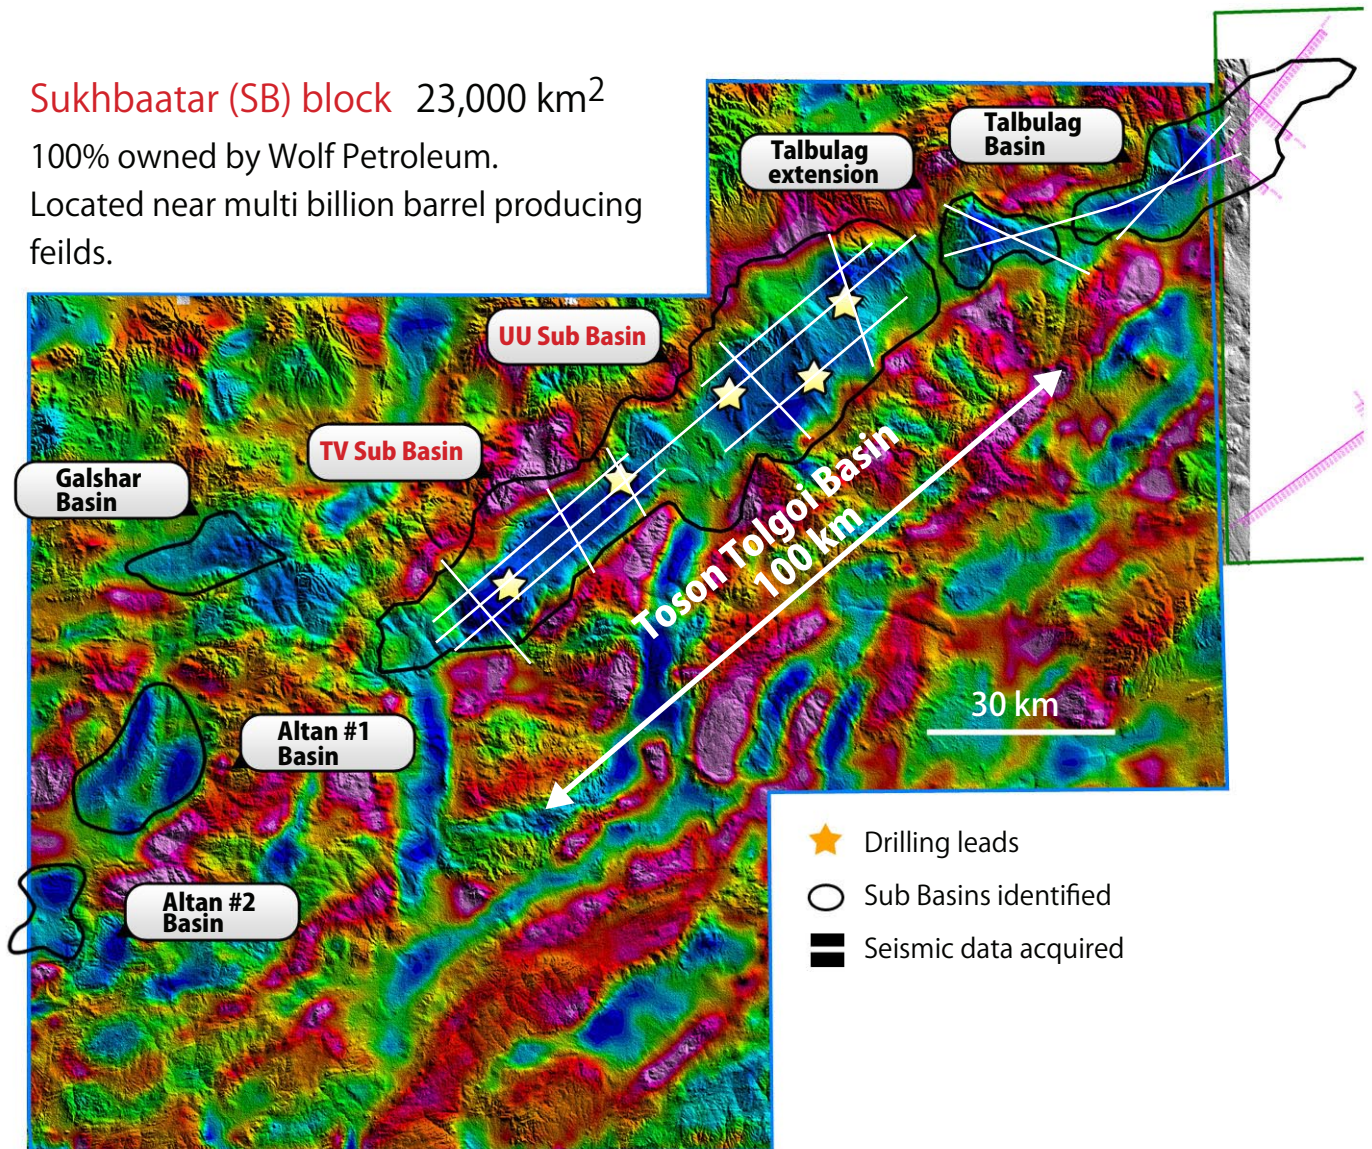 Sukhbaatar (SB) block 23,000 km²
100% owned by Wolf Petroleum.
Located near multi billion barrel producing
feilds.
Talbulag
Basin
Talbulag
extension
UU Sub Basin
TV Sub Basin
Galshar
Basin
Toson Tolgoi Basin
100 km
30 km
Altan #1
Basin
Altan #2
Basin
Drilling leads
Sub Basins identified
Seismic data acquired